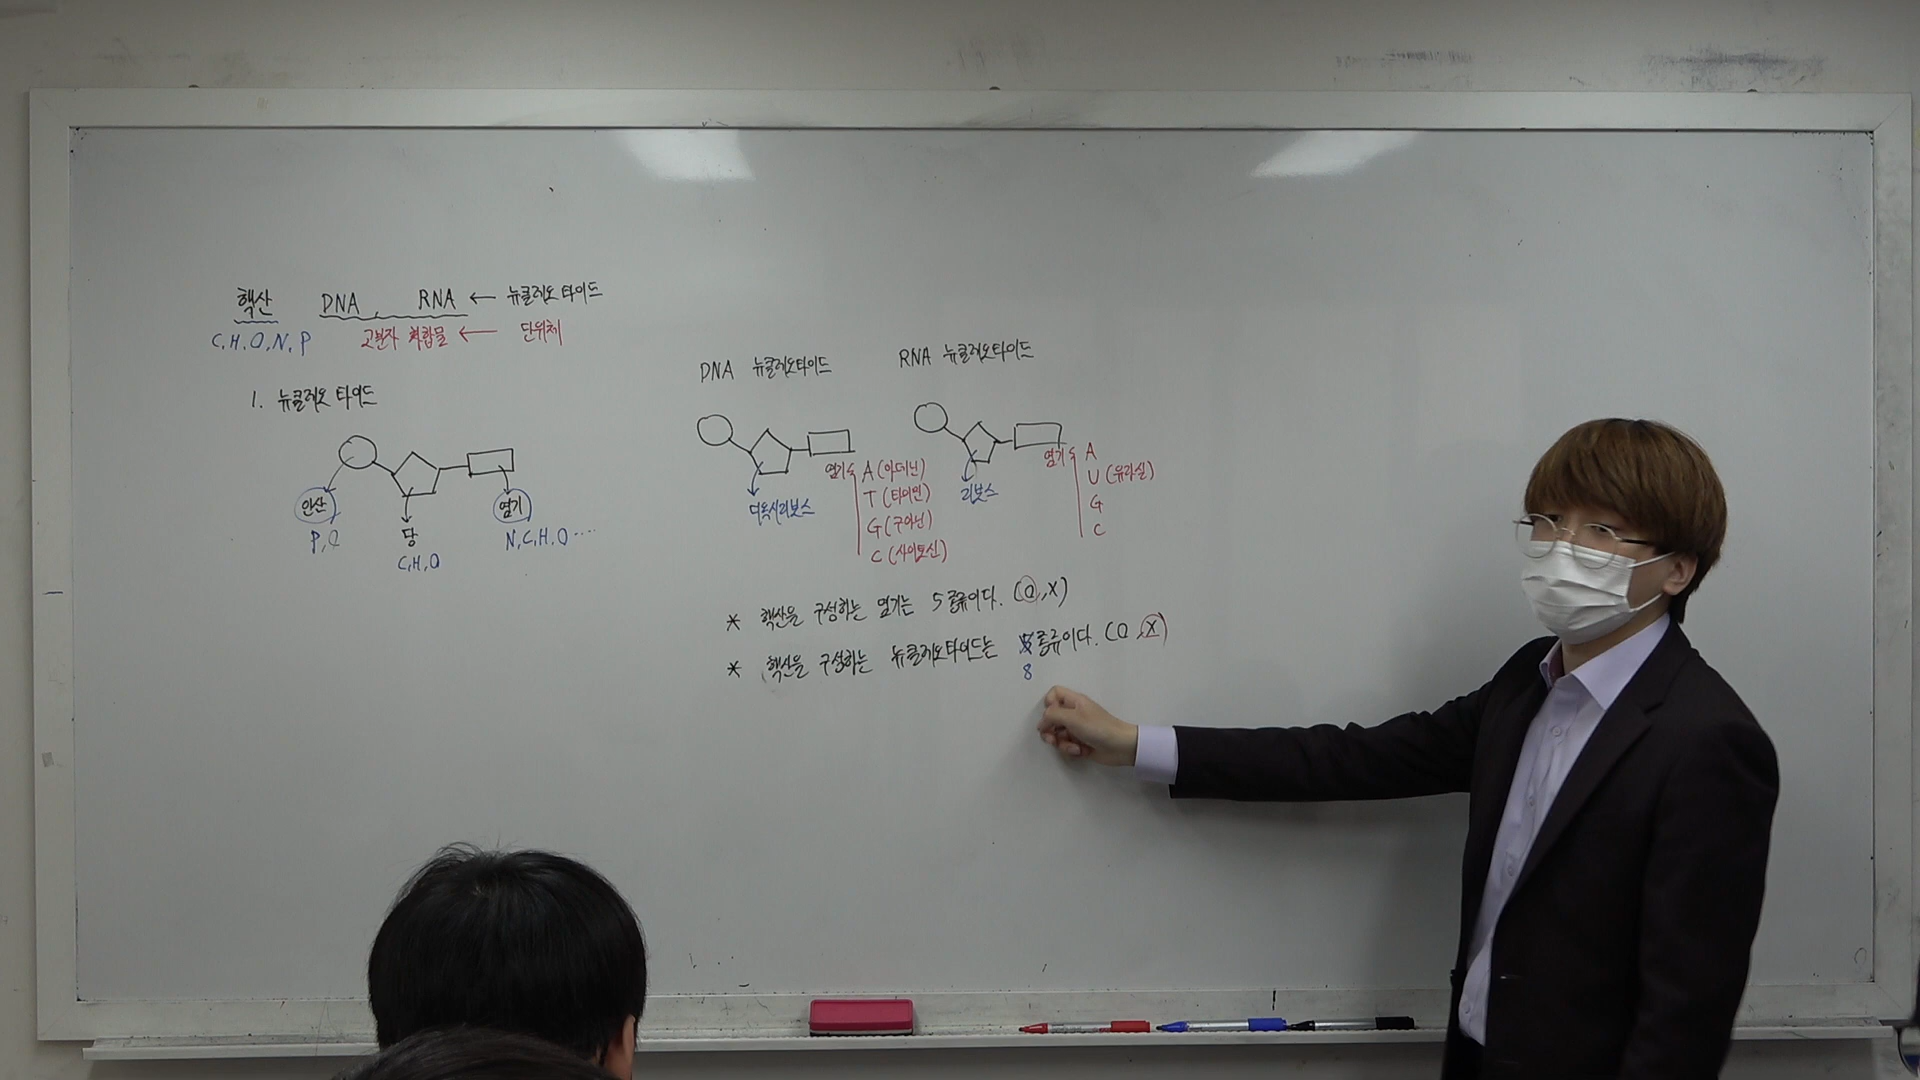 핵산 DNA, RNA ← 뉴클레오타이드
C,H,O,N,P 고분자 화합물 ← 단위체
1. 뉴클레오타이드
인산 당 염기
P,O C,H,O N,C,H,O....
DNA 뉴클레오타이드 RNA 뉴클레오타이드
디옥시리보스
염기 A (아데닌)
T (타이민)
G (구아닌)
C (사이토신)
리보스
염기 A
U (유라실)
G
C
* 핵산을 구성하는 염기는 5종류이다. (O,X)
* 핵산을 구성하는 뉴클레오타이드는 종류이다. (O,X)
8